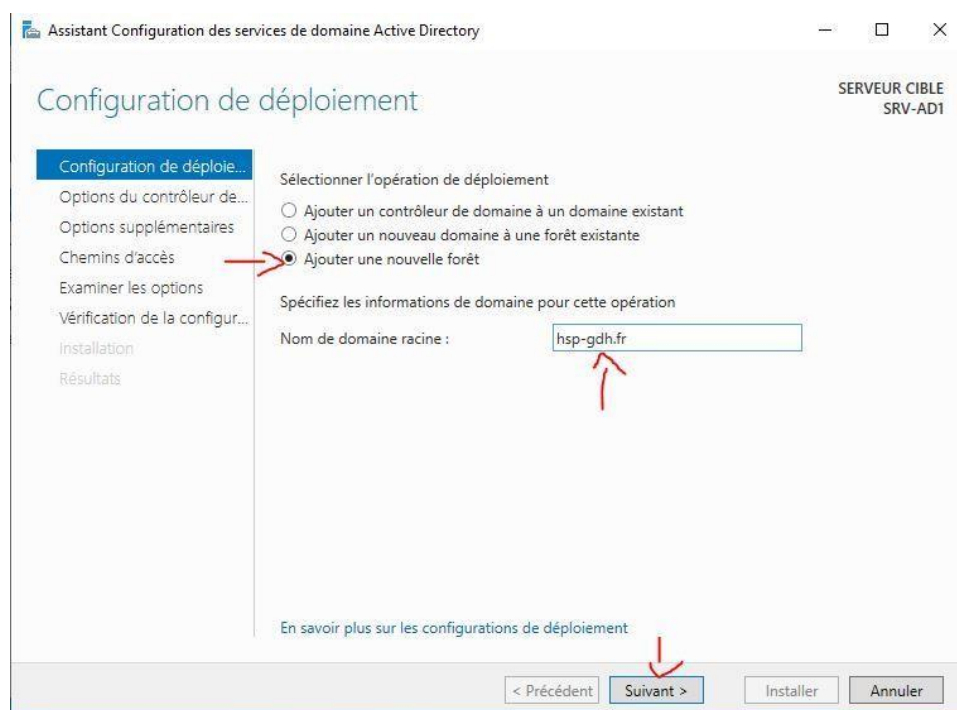 Assistant Configuration des services de domaine Active Directory
Configuration de déploiement
SERVEUR CIBLE
SRV-AD1
Configuration de déploie...
Options du contrôleur de...
Options supplémentaires
Chemins d'accès
Examiner les options
Vérification de la configur...
Installation
Résultats
Sélectionner l'opération de déploiement
Ajouter un contrôleur de domaine à un domaine existant
Ajouter un nouveau domaine à une forêt existante
Ajouter une nouvelle forêt
Spécifiez les informations de domaine pour cette opération
Nom de domaine racine : hsp-gdh.fr
En savoir plus sur les configurations de déploiement
< Précédent Suivant > Installer Annuler